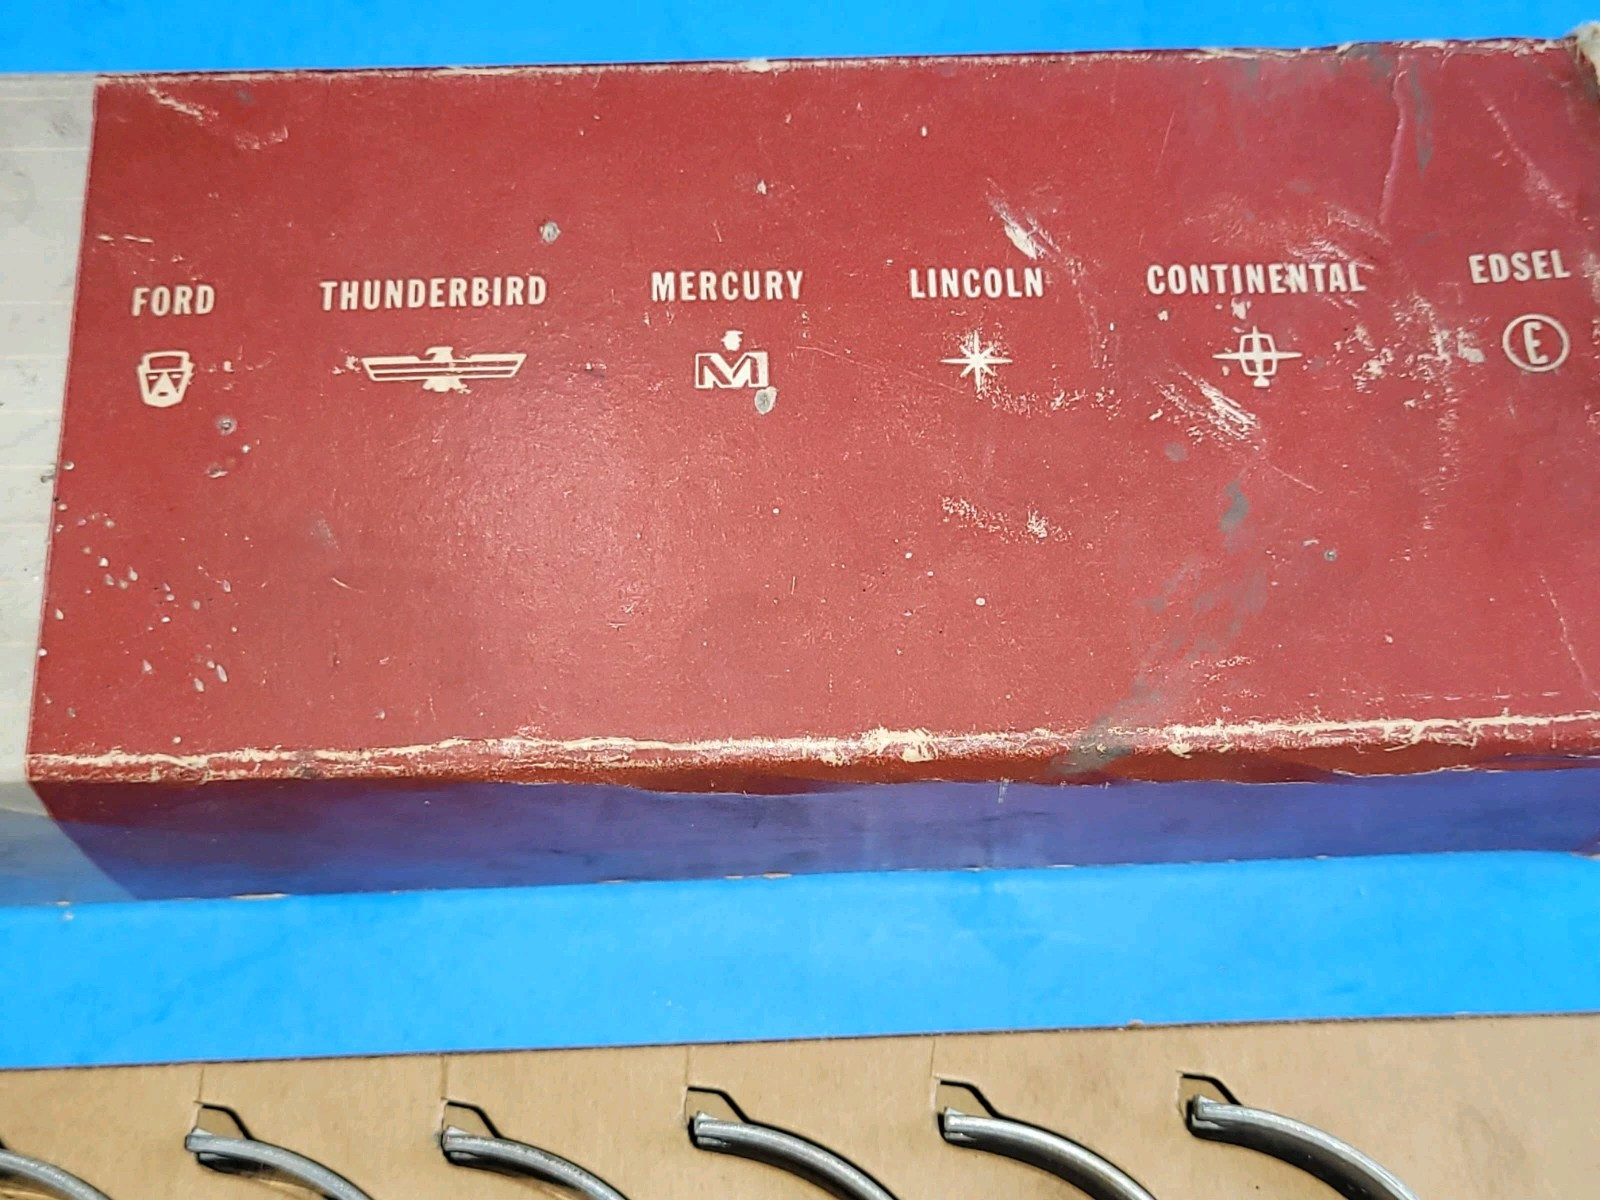 FORD THUNDERBIRD MERCURY LINCOLN CONTINENTAL EDSEL
M E